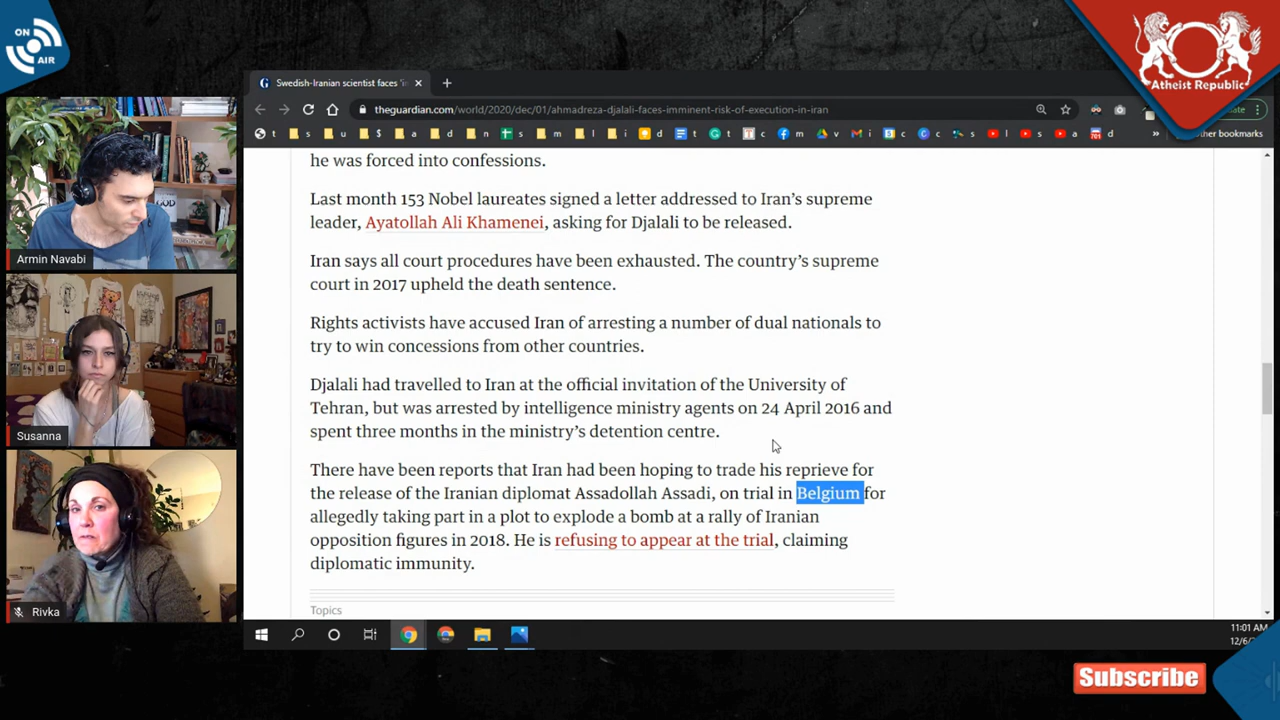 ON
AIR
Atheist Republic
Armin Navabi
Susanna
Rivka
Swedish-Iranian scientist faces 'in
theguardian.com/world/2020/dec/01/ahmadreza-djalali-faces-imminent-risk-of-execution-in-iran
t s u $ a d n s m l i d t t c m v i c c s l s a d » her bookmarks
he was forced into confessions.
Last month 153 Nobel laureates signed a letter addressed to Iran's supreme
leader, Ayatollah Ali Khamenei, asking for Djalali to be released.
Iran says all court procedures have been exhausted. The country's supreme
court in 2017 upheld the death sentence.
Rights activists have accused Iran of arresting a number of dual nationals to
try to win concessions from other countries.
Djalali had travelled to Iran at the official invitation of the University of
Tehran, but was arrested by intelligence ministry agents on 24 April 2016 and
spent three months in the ministry's detention centre.
There have been reports that Iran had been hoping to trade his reprieve for
the release of the Iranian diplomat Assadollah Assadi, on trial in Belgium for
allegedly taking part in a plot to explode a bomb at a rally of Iranian
opposition figures in 2018. He is refusing to appear at the trial, claiming
diplomatic immunity.
Topics
11:01 AM
12/6/
Subscribe